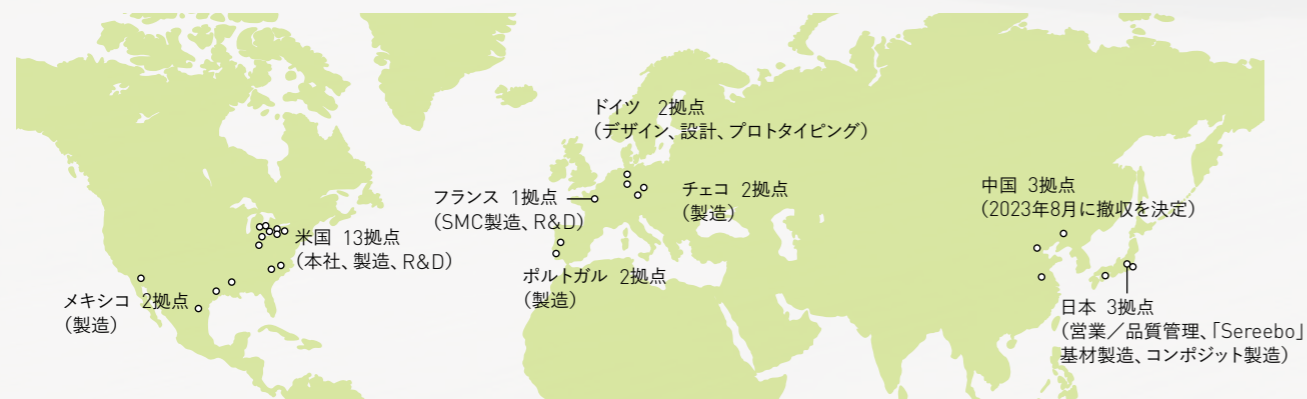 ドイツ 2拠点
（デザイン、設計、プロトタイピング）
フランス 1拠点
（SMC製造、R&D）
チェコ 2拠点
（製造）
中国 3拠点
（2023年8月に撤収を決定）
米国 13拠点
（本社、製造、R&D）
メキシコ 2拠点
（製造）
ポルトガル 2拠点
（製造）
日本 3拠点
（営業／品質管理、「Sereebo」
基材製造、コンポジット製造）